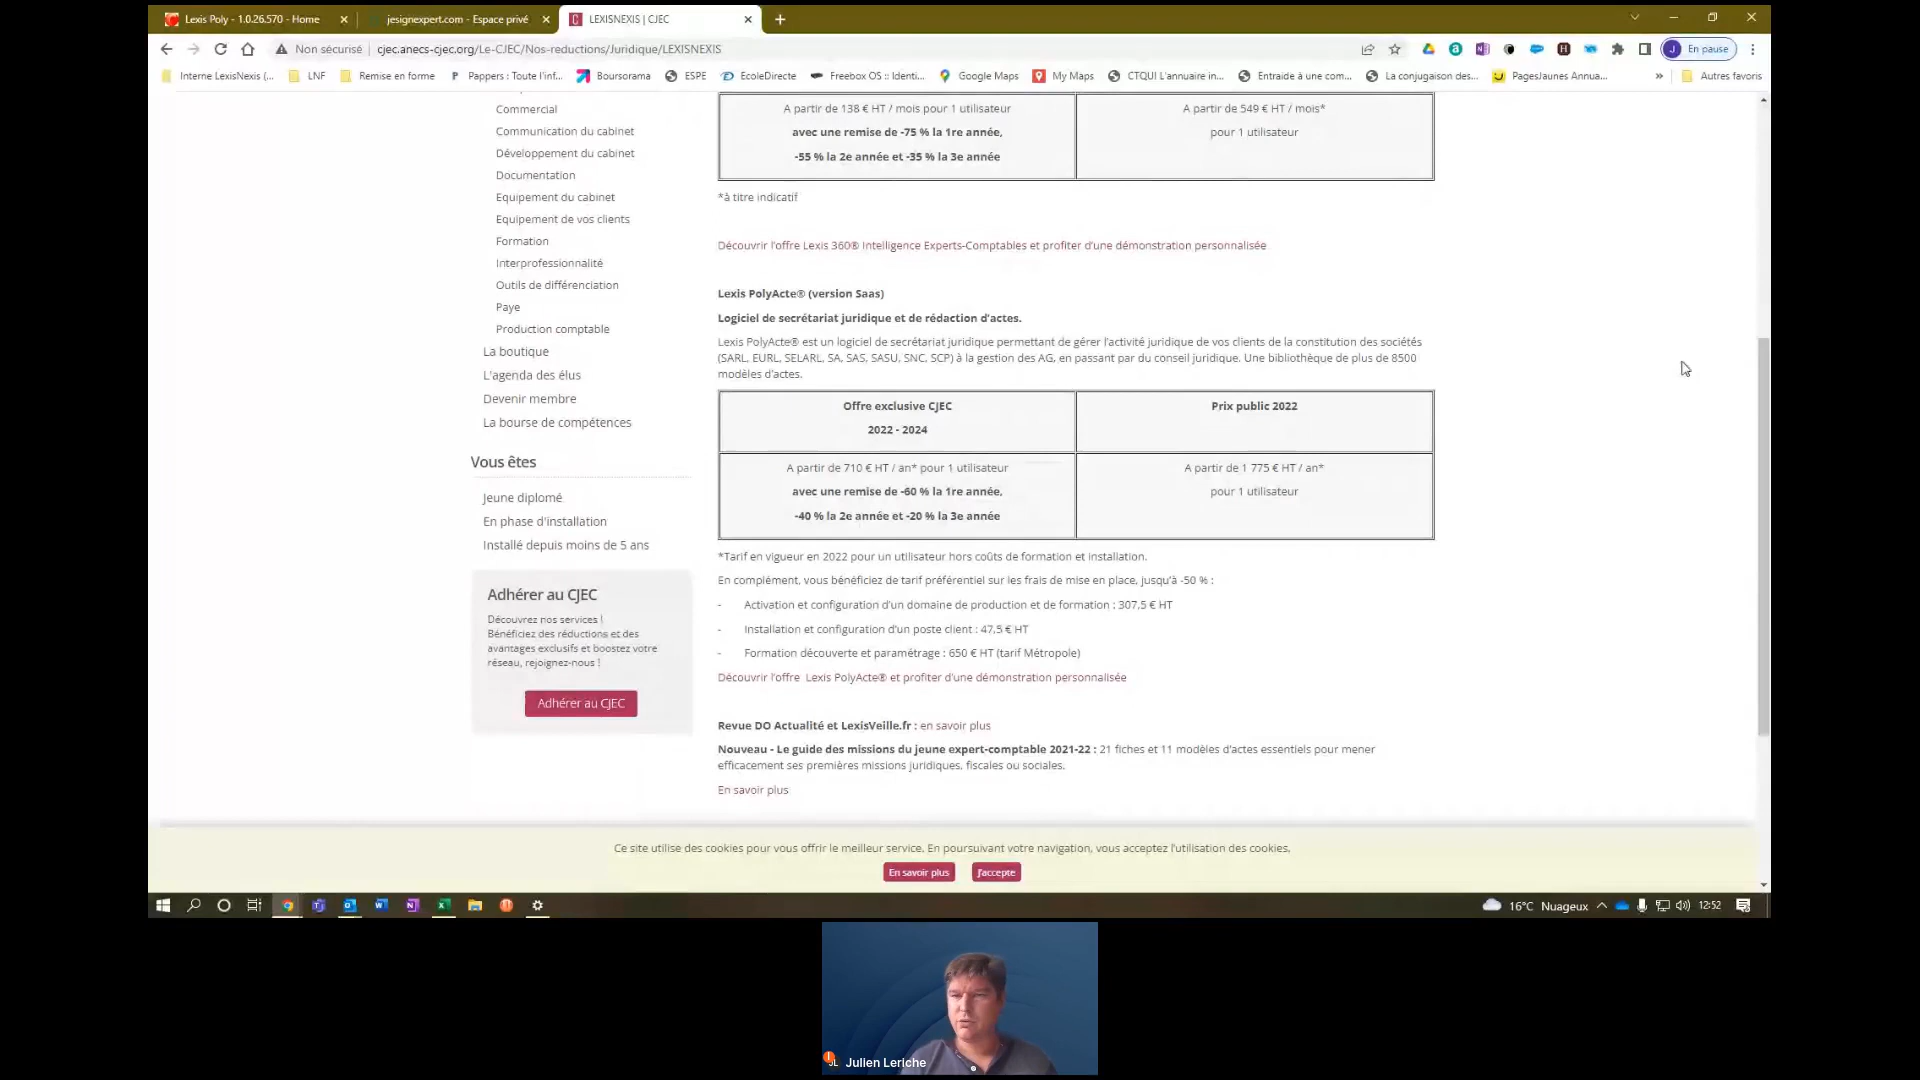 Lexis Poly - 1.0.26.570 - Home
jesignexpert.com - Espace privé
LEXISNEXIS | CJEC
Non sécurisé
cjec.anecs-cjec.org/Le-CJEC/Nos-reductions/Juridique/LEXISNEXIS
En pause
Interne LexisNexis (...
LNF
Remise en forme
Pappers : Toute l'inf...
Boursorama
ESPE
EcoleDirecte
Freebox OS :: Identi...
Google Maps
My Maps
CTQUI L'annuaire in...
Entraide à une com...
La conjugaison des...
PagesJaunes Annua...
Autres favoris
Commercial
Communication du cabinet
Développement du cabinet
Documentation
Equipement du cabinet
Equipement de vos clients
Formation
Interprofessionnalité
Outils de différenciation
Paye
Production comptable
La boutique
L'agenda des élus
Devenir membre
La bourse de compétences
Vous êtes
Jeune diplomé
En phase d'installation
Installé depuis moins de 5 ans
Adhérer au CJEC
Découvrez nos services !
Bénéficiez des réductions et des
avantages exclusifs et boostez votre
réseau, rejoignez-nous !
Adhérer au CJEC
A partir de 138 € HT / mois pour 1 utilisateur
avec une remise de -75 % la 1re année,
-55 % la 2e année et -35 % la 3e année
A partir de 549 € HT / mois*
pour 1 utilisateur
*à titre indicatif
Découvrir l'offre Lexis 360® Intelligence Experts-Comptables et profiter d'une démonstration personnalisée
Lexis PolyActe® (version Saas)
Logiciel de secrétariat juridique et de rédaction d'actes.
Lexis PolyActe® est un logiciel de secrétariat juridique permettant de gérer l'activité juridique de vos clients de la constitution des sociétés
(SARL, EURL, SELARL, SA, SAS, SASU, SNC, SCP) à la gestion des AG, en passant par du conseil juridique. Une bibliothèque de plus de 8500
modèles d'actes.
Offre exclusive CJEC
2022 - 2024
Prix public 2022
A partir de 710 € HT / an* pour 1 utilisateur
avec une remise de -60 % la 1re année,
-40 % la 2e année et -20 % la 3e année
A partir de 1 775 € HT / an*
pour 1 utilisateur
*Tarif en vigueur en 2022 pour un utilisateur hors coûts de formation et installation.
En complément, vous bénéficiez de tarif préférentiel sur les frais de mise en place, jusqu'à -50 % :
- Activation et configuration d'un domaine de production et de formation : 307,5 € HT
- Installation et configuration d'un poste client : 47,5 € HT
- Formation découverte et paramétrage : 650 € HT (tarif Métropole)
Découvrir l'offre Lexis PolyActe® et profiter d'une démonstration personnalisée
Revue DO Actualité et LexisVeille.fr : en savoir plus
Nouveau - Le guide des missions du jeune expert-comptable 2021-22 : 21 fiches et 11 modèles d'actes essentiels pour mener
efficacement ses premières missions juridiques, fiscales ou sociales.
En savoir plus
Ce site utilise des cookies pour vous offrir le meilleur service. En poursuivant votre navigation, vous acceptez l'utilisation des cookies.
En savoir plus
J'accepte
16°C Nuageux
12:52
Julien Leriche